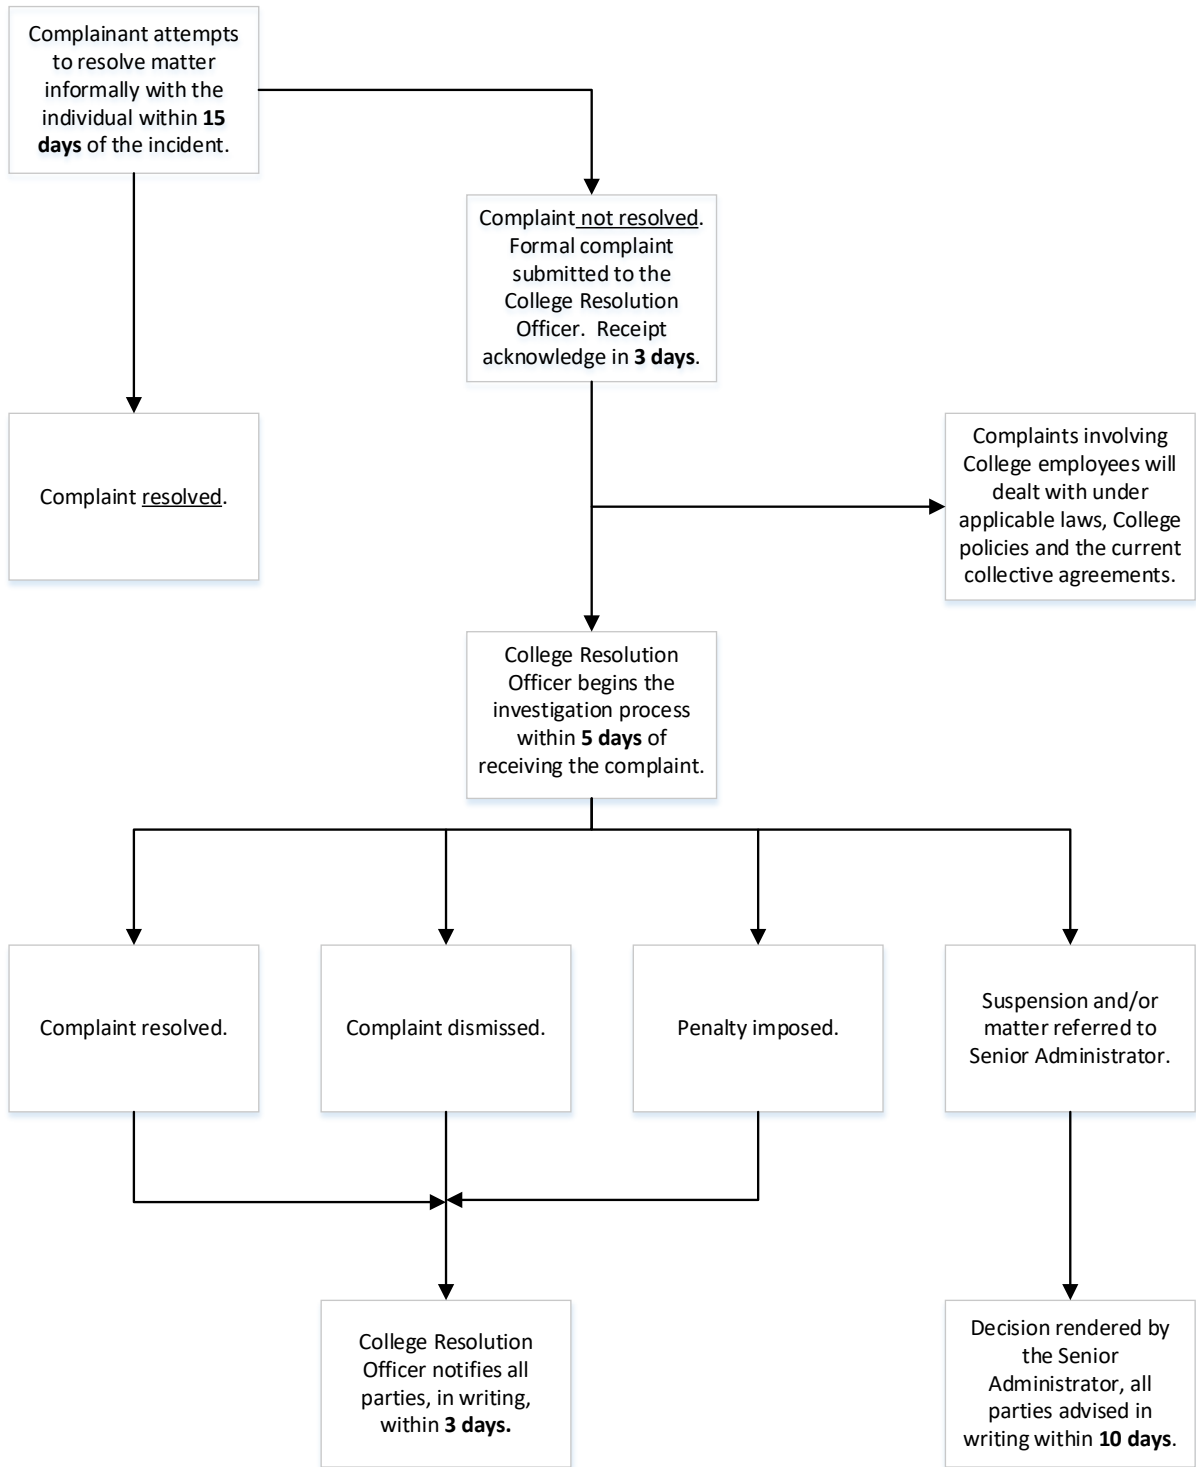 Complainant attempts
to resolve matter
informally with the
individual within 15
days of the incident.
Complaint not resolved.
Formal complaint
submitted to the
College Resolution
Officer.  Receipt
acknowledge in 3 days.
Complaint resolved.
Complaints involving
College employees will
dealt with under
applicable laws, College
policies and the current
collective agreements.
College Resolution
Officer begins the
investigation process
within 5 days of
receiving the complaint.
Complaint resolved.
Complaint dismissed.
Penalty imposed.
Suspension and/or
matter referred to
Senior Administrator.
College Resolution
Officer notifies all
parties, in writing,
within 3 days.
Decision rendered by
the Senior
Administrator, all
parties advised in
writing within 10 days.